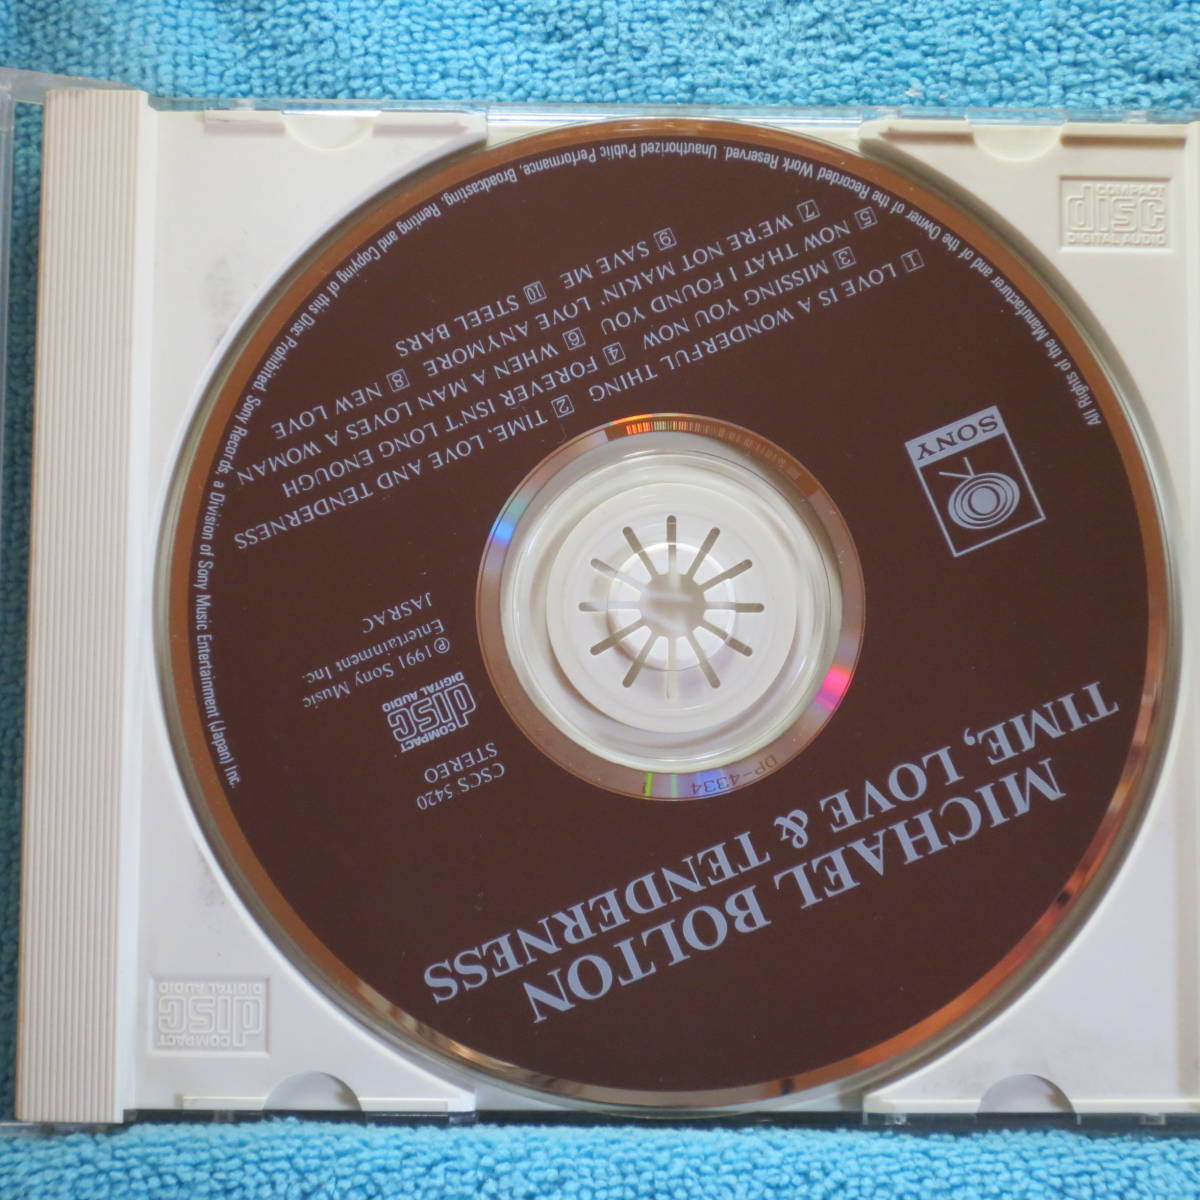 MICHAEL BOLTON
TIME, LOVE & TENDERNESS
CSCS 5420
STEREO
COMPACT
disc
DIGITAL AUDIO
℗1991 Sony Music
Entertainment Inc.
JASRAC
SONY
1 LOVE IS A WONDERFUL THING 2 TIME, LOVE AND TENDERNESS
3 MISSING YOU NOW 4 FOREVER ISN'T LONG ENOUGH
5 NOW THAT I FOUND YOU 6 WHEN A MAN LOVES A WOMAN
7 WE'RE NOT MAKIN' LOVE ANYMORE 8 NEW LOVE
9 SAVE ME 10 STEEL BARS
All Rights of the Manufacturer and of the Owner of the Recorded Work Reserved. Unauthorized Public Performance, Broadcasting, Renting and Copying of this Disc Prohibited. Sony Records, a Division of Sony Music Entertainment (Japan) Inc.
DP-4334
COMPACT
disc
DIGITAL AUDIO
COMPACT
disc
DIGITAL AUDIO